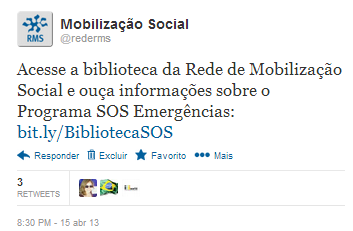 RMS
Mobilização Social
@rederms
Acesse a biblioteca da Rede de Mobilização
Social e ouça informações sobre o
Programa SOS Emergências:
bit.ly/BibliotecaSOS
Responder Excluir Favorito Mais
3
RETWEETS
8:30 PM - 15 abr 13